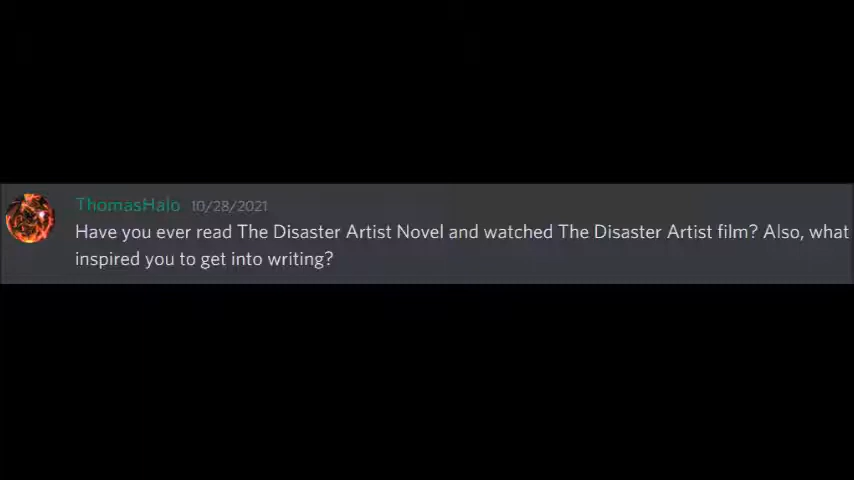 ThomasHalo 10/28/2021
Have you ever read The Disaster Artist Novel and watched The Disaster Artist film? Also, what
inspired you to get into writing?